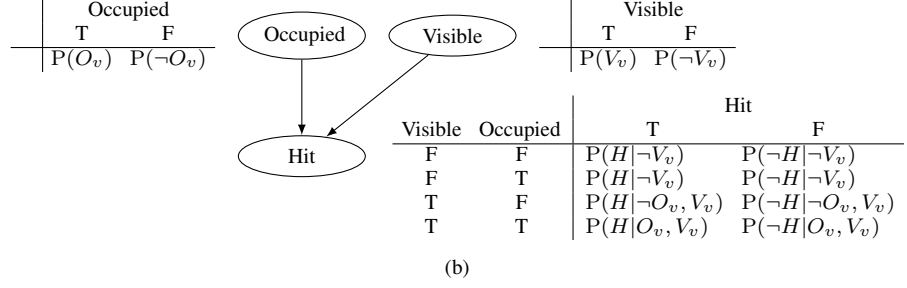 Occupied
T F
P(O_v) P(¬O_v)
Occupied
Visible
Visible
T F
P(V_v) P(¬V_v)
Hit
Hit
Visible Occupied T F
F F P(H|¬V_v) P(¬H|¬V_v)
F T P(H|¬V_v) P(¬H|¬V_v)
T F P(H|¬O_v, V_v) P(¬H|¬O_v, V_v)
T T P(H|O_v, V_v) P(¬H|O_v, V_v)
(b)